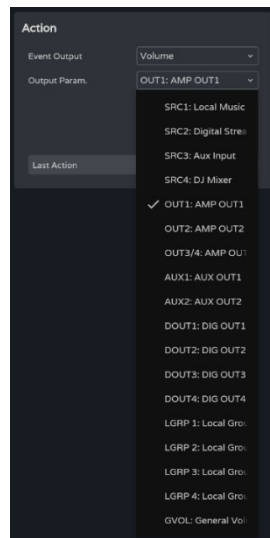 Action
Event Output
Volume
Output Param.
OUT1: AMP OUT1
SRC1: Local Music
SRC2: Digital Strea
SRC3: Aux Input
Last Action
SRC4: DJ Mixer
OUT1: AMP OUT1
OUT2: AMP OUT2
OUT3/4: AMP OUT
AUX1: AUX OUT1
AUX2: AUX OUT2
DOUT1: DIG OUT1
DOUT2: DIG OUT2
DOUT3: DIG OUT3
DOUT4: DIG OUT4
LGRP 1: Local Grou
LGRP 2: Local Grou
LGRP 3: Local Grou
LGRP 4: Local Grou
GVOL: General Vol